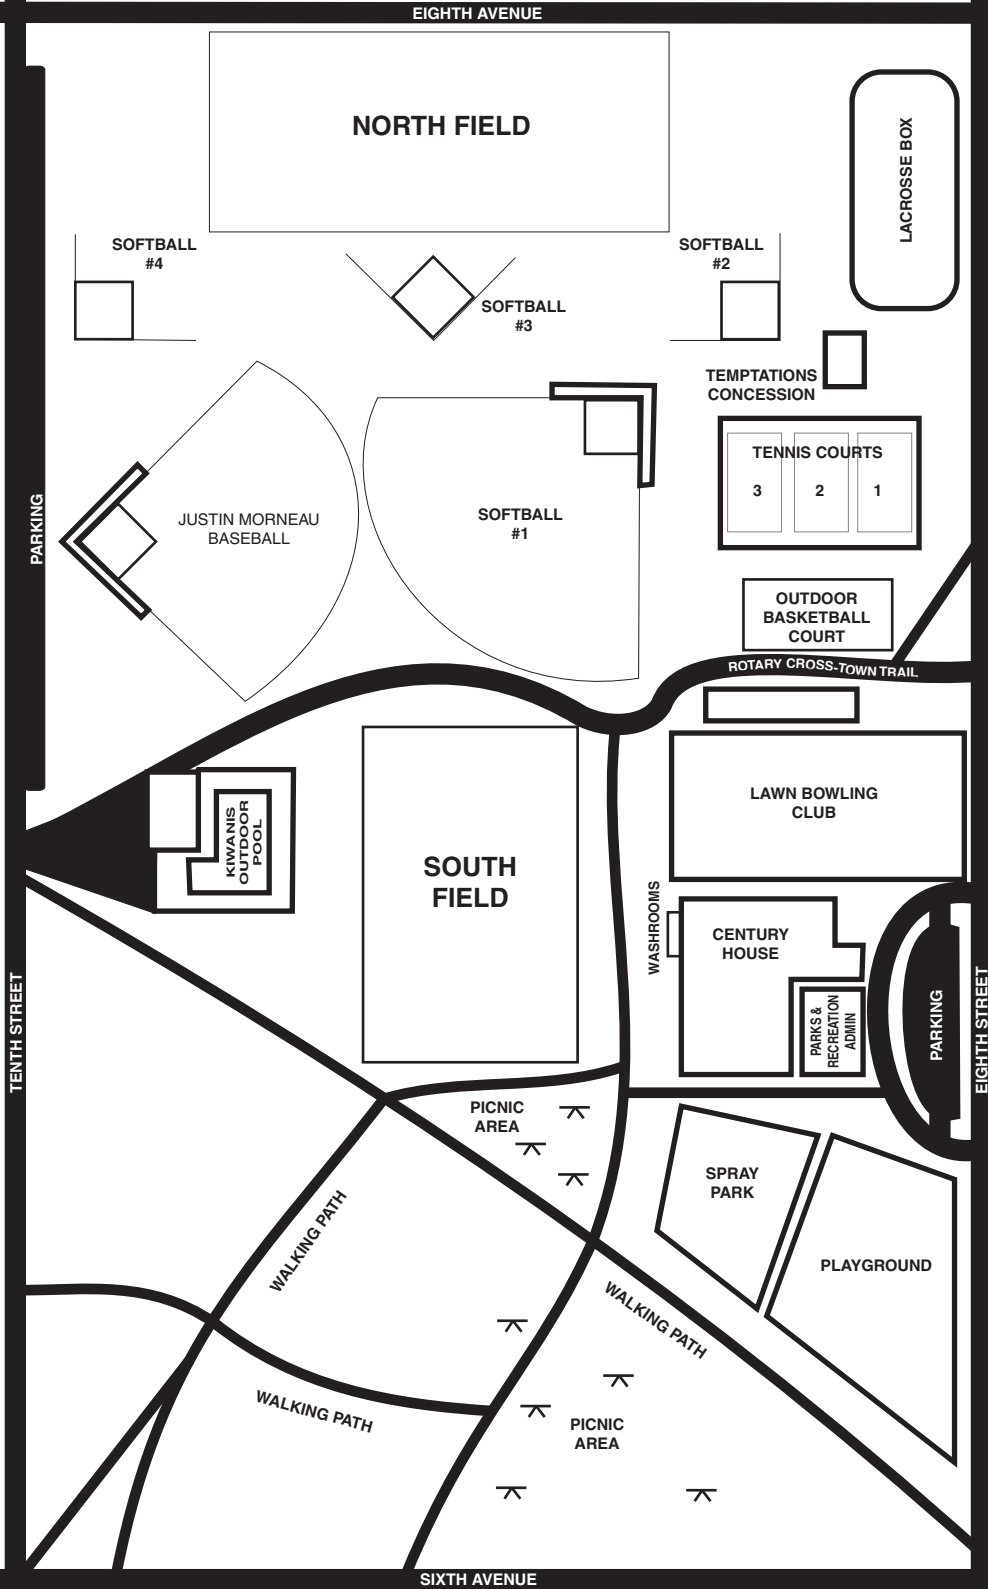 EIGHTH AVENUE
NORTH FIELD
LACROSSE BOX
SOFTBALL
#4
SOFTBALL
#2
SOFTBALL
#3
TEMPTATIONS
CONCESSION
TENNIS COURTS
3 2 1
PARKING
JUSTIN MORNEAU
BASEBALL
SOFTBALL
#1
OUTDOOR
BASKETBALL
COURT
ROTARY CROSS-TOWN TRAIL
LAWN BOWLING
CLUB
KIWANIS
OUTDOOR
POOL
SOUTH
FIELD
WASHROOMS
CENTURY
HOUSE
PARKS &
RECREATION
ADMIN
PARKING
EIGHTH STREET
TENTH STREET
PICNIC
AREA
SPRAY
PARK
WALKING PATH
PLAYGROUND
WALKING PATH
WALKING PATH
PICNIC
AREA
SIXTH AVENUE